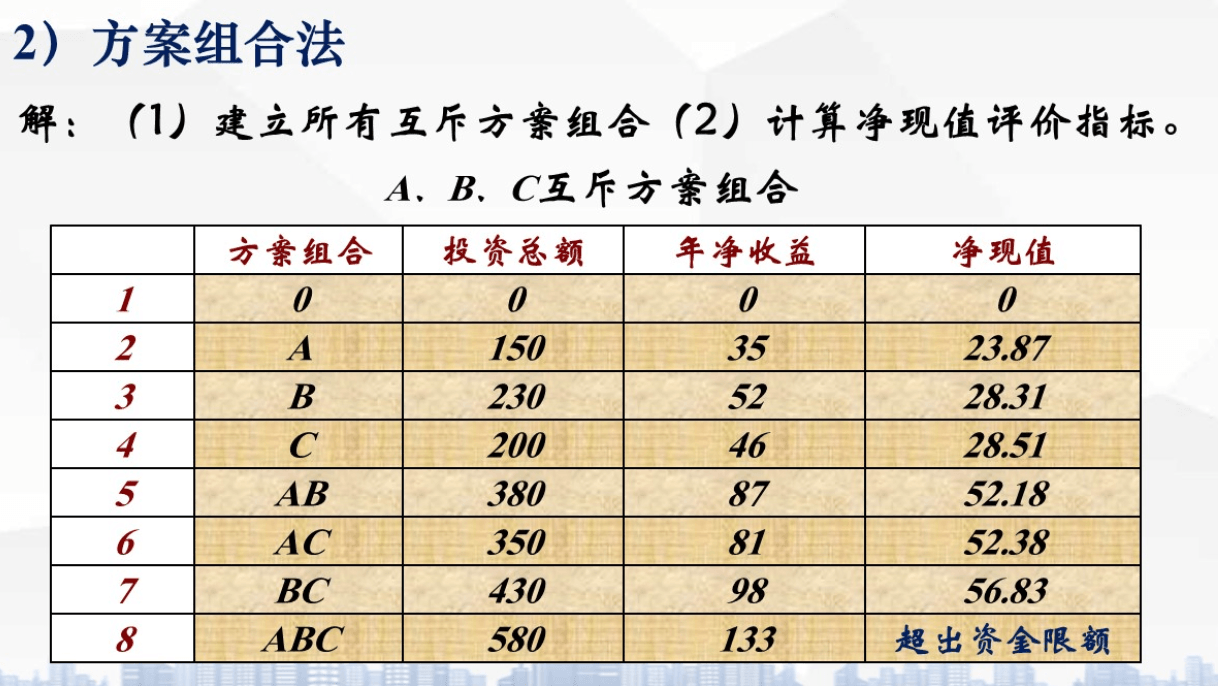 2）方案组合法
解：（1）建立所有互斥方案组合（2）计算净现值评价指标。
A．B．C互斥方案组合
方案组合 投资总额 年净收益 净现值
1 0 0 0 0
2 A 150 35 23.87
3 B 230 52 28.31
4 C 200 46 28.51
5 AB 380 87 52.18
6 AC 350 81 52.38
7 BC 430 98 56.83
8 ABC 580 133 超出资金限额